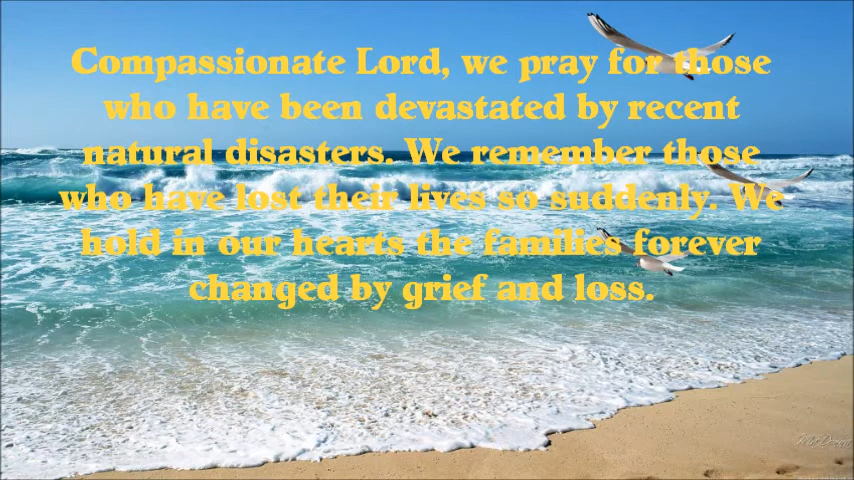 Compassionate Lord, we pray for those
who have been devastated by recent
natural disasters. We remember those
who have lost their lives so suddenly. We
hold in our hearts the families forever
changed by grief and loss.